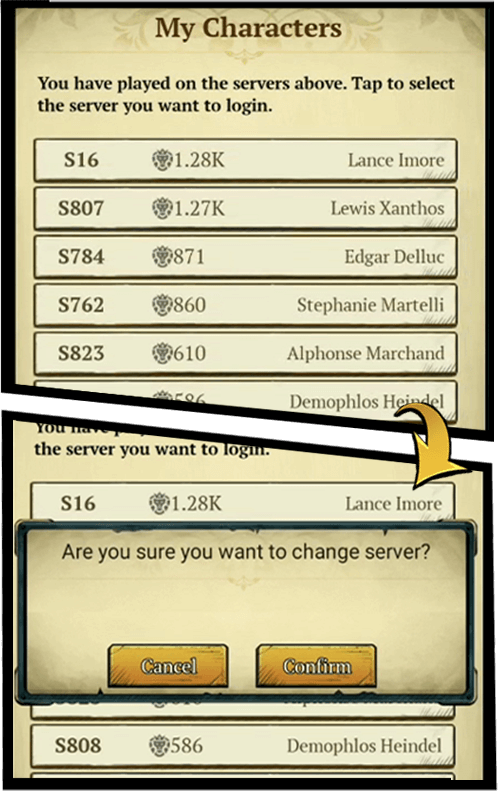 My Characters
You have played on the servers above. Tap to select
the server you want to login.
S16 1.28K Lance Imore
S807 1.27K Lewis Xanthos
S784 871 Edgar Delluc
S762 860 Stephanie Martelli
S823 610 Alphonse Marchand
586 Demophlos Heindel
You have
the server you want to login.
S16 1.28K Lance Imore
Are you sure you want to change server?
Cancel Confirm
S808 586 Demophlos Heindel